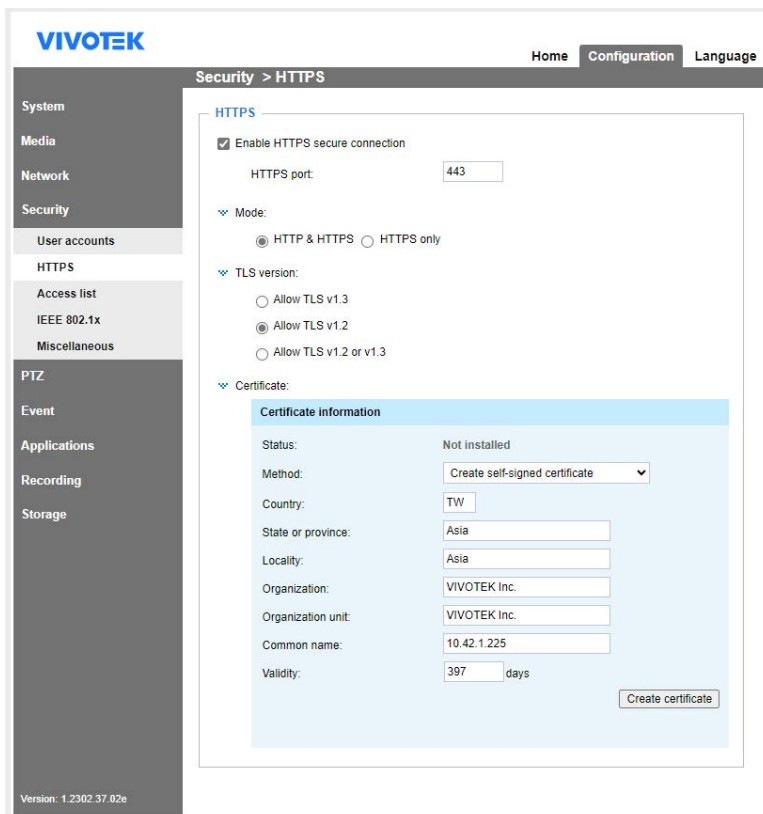 VIVOTEK
Home Configuration Language
Security > HTTPS
System
Media
Network
Security
User accounts
HTTPS
Access list
IEEE 802.1x
Miscellaneous
PTZ
Event
Applications
Recording
Storage
Version: 1.2302.37.02e
HTTPS
Enable HTTPS secure connection
HTTPS port: 443
Mode:
HTTP & HTTPS HTTPS only
TLS version:
Allow TLS v1.3
Allow TLS v1.2
Allow TLS v1.2 or v1.3
Certificate:
Certificate information
Status: Not installed
Method: Create self-signed certificate
Country: TW
State or province: Asia
Locality: Asia
Organization: VIVOTEK Inc.
Organization unit: VIVOTEK Inc.
Common name: 10.42.1.225
Validity: 397 days
Create certificate